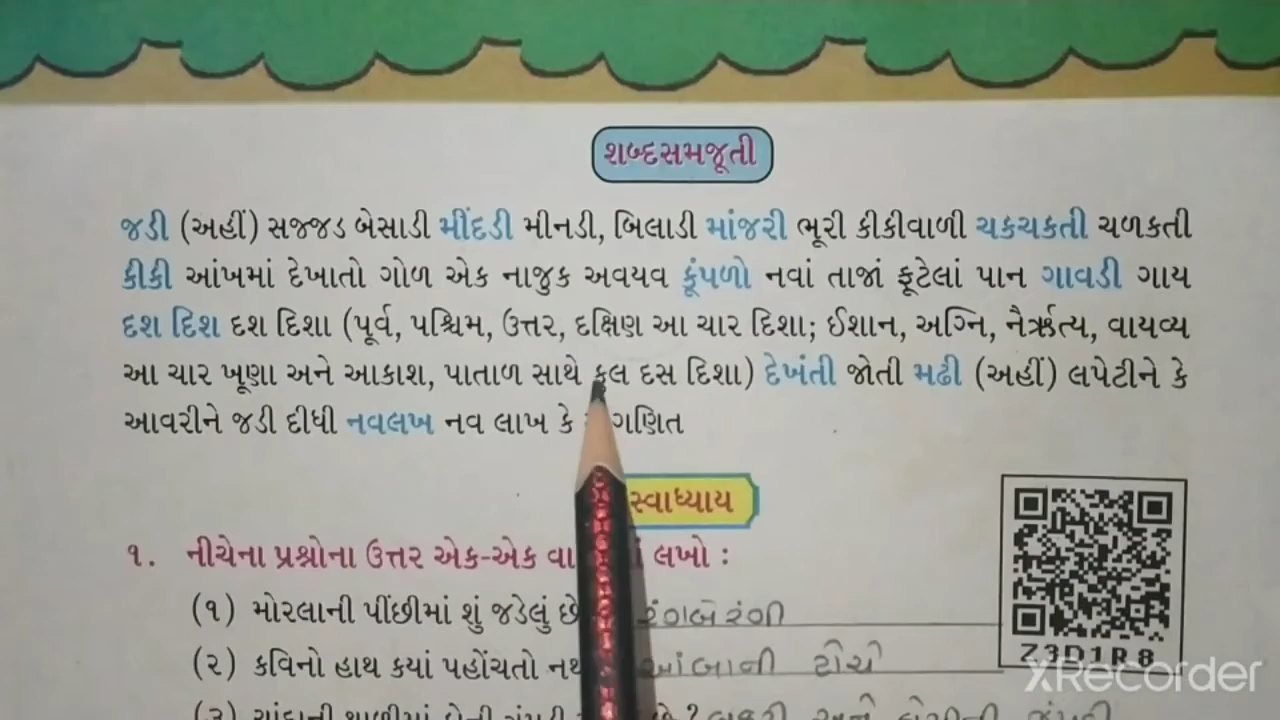 શબ્દસમજૂતી
જડી (અહીં) સજ્જડ બેસાડી મીંદડી મીનડી, બિલાડી માંજરી ભૂરી કીકીવાળી ચકચકતી ચળકતી
કીકી આંખમાં દેખાતો ગોળ એક નાજુક અવયવ કૂંપળો નવાં તાજાં ફૂટેલાં પાન ગાવડી ગાય
દશ દિશ દશ દિશા (પૂર્વ, પશ્ચિમ, ઉત્તર, દક્ષિણ આ ચાર દિશા; ઈશાન, અગ્નિ, નૈર્ઋત્ય, વાયવ્ય
આ ચાર ખૂણા અને આકાશ, પાતાળ સાથે કુલ દસ દિશા) દેખંતી જોતી મઢી (અહીં) લપેટીને કે
આવરીને જડી દીધી નવલખ નવ લાખ કે ગણિત
સ્વાધ્યાય
૧. નીચેના પ્રશ્નોના ઉત્તર એક-એક લખો :
(૧) મોરલાની પીંછીમાં શું જડેલું છે રંગબેરંગી
(૨) કવિનો હાથ કયાં પહોંચતો આંબાની ટોચે
Z3D1R8
(૩) છે?
XRecorder